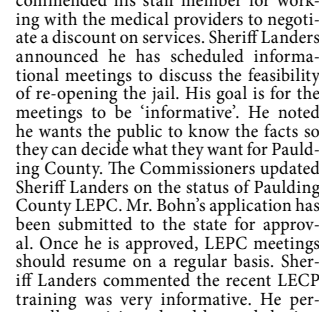 commended his staff member for work-
ing with the medical providers to negoti-
ate a discount on services. Sheriff Landers
announced he has scheduled informa-
tional meetings to discuss the feasibility
of re-opening the jail. His goal is for the
meetings to be ‘informative’. He noted
he wants the public to know the facts so
they can decide what they want for Pauld-
ing County. The Commissioners updated
Sheriff Landers on the status of Paulding
County LEPC. Mr. Bohn’s application has
been submitted to the state for approv-
al. Once he is approved, LEPC meetings
should resume on a regular basis. Sher-
iff Landers commented the recent LECP
training was very informative. He per-